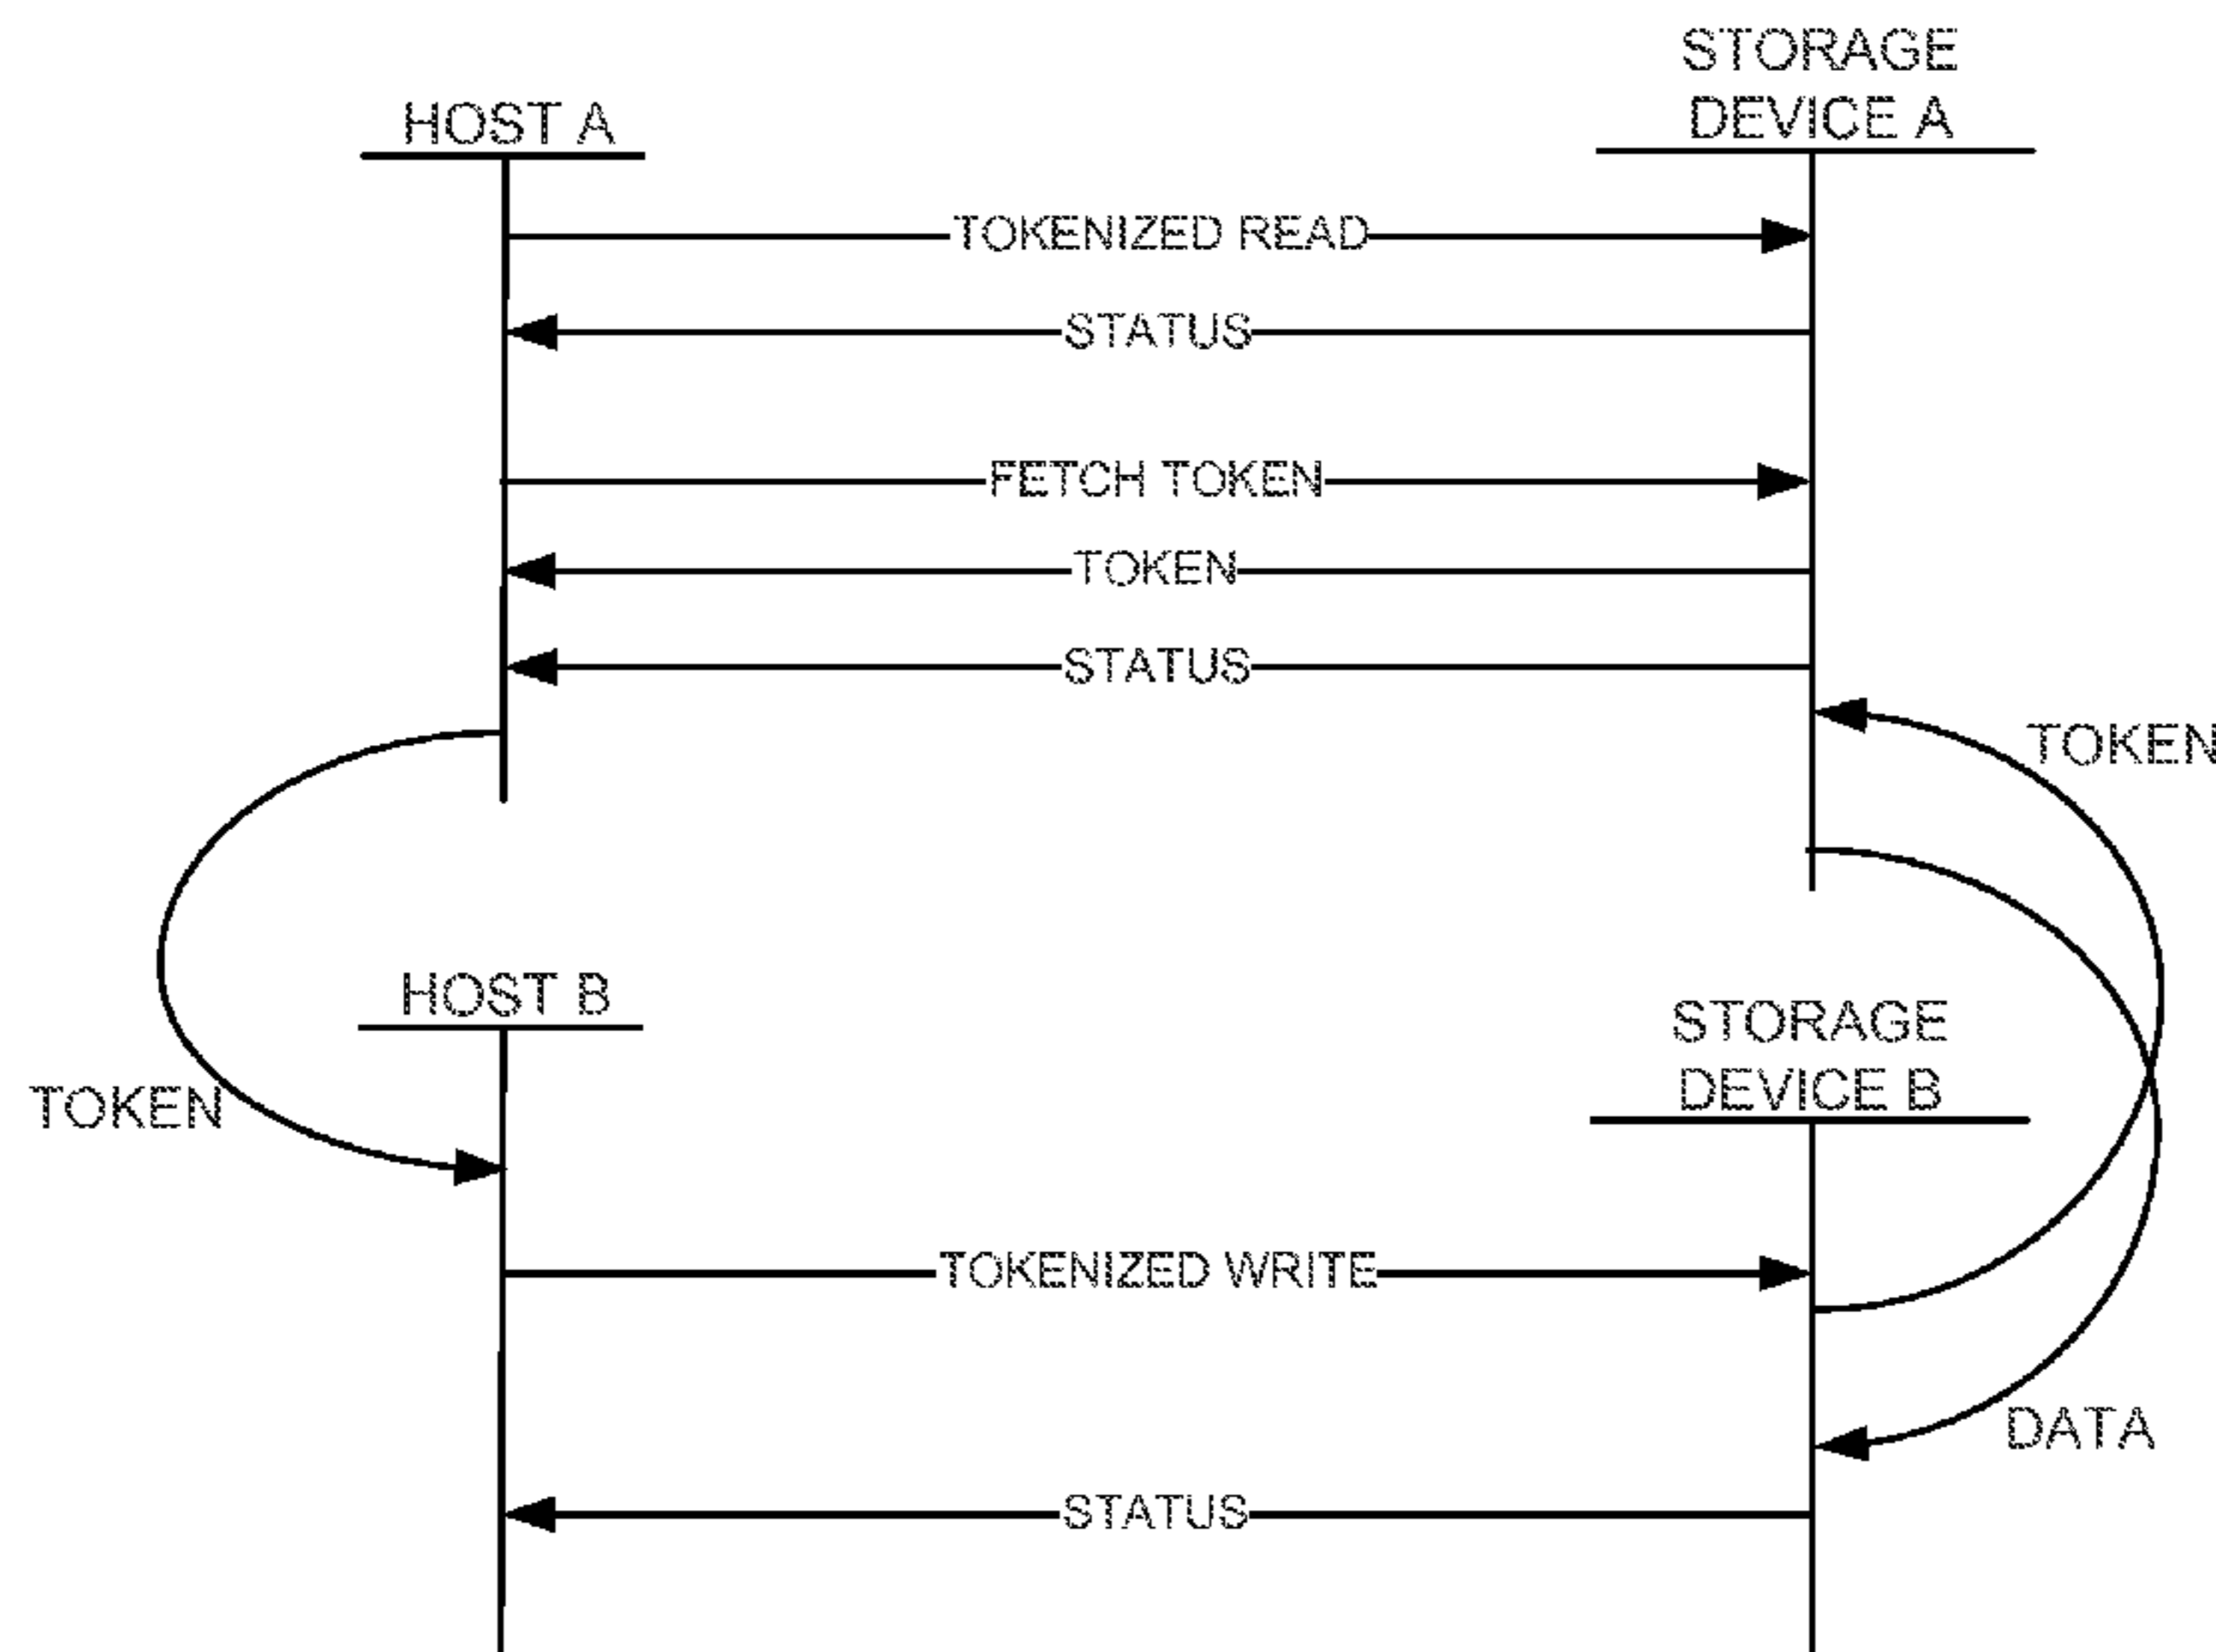 STORAGE
DEVICE A
HOST A
TOKENIZED READ
STATUS
FETCH TOKEN
TOKEN
STATUS
TOKEN
HOST B
STORAGE
DEVICE B
TOKEN
TOKENIZED WRITE
DATA
STATUS